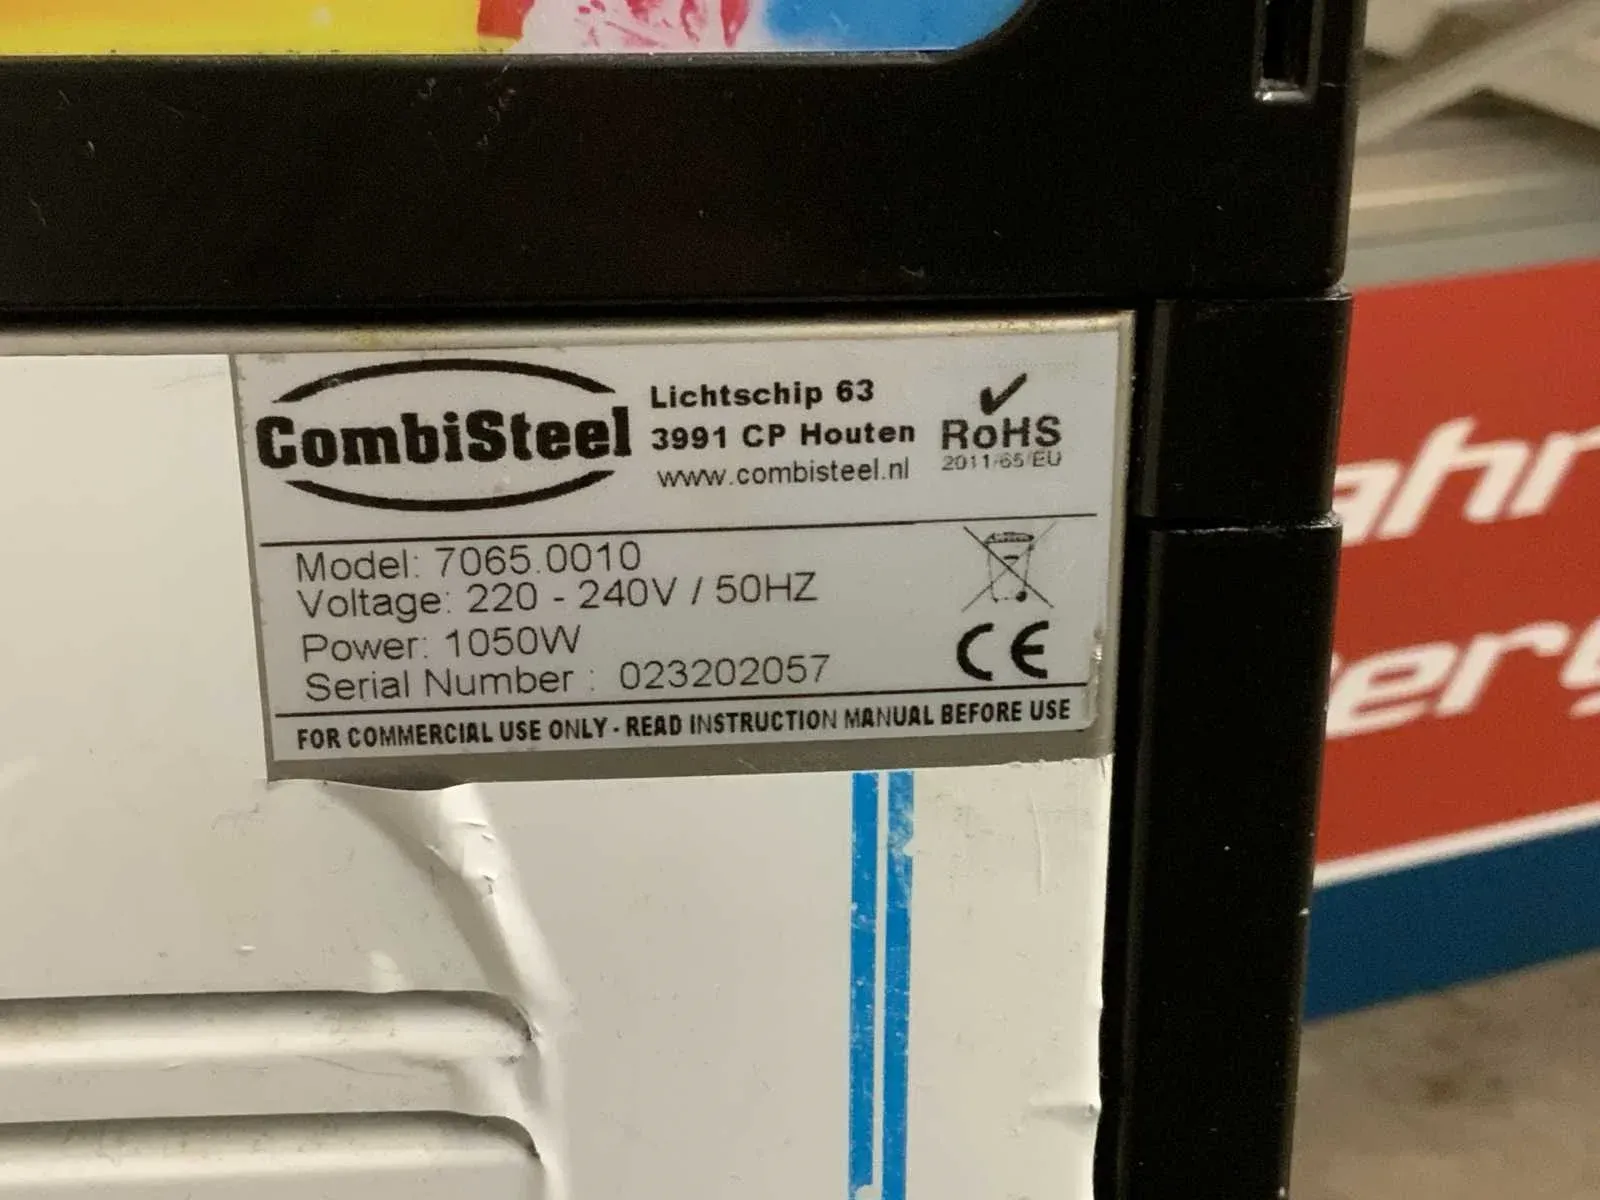 CombiSteel
Lichtschip 63
3991 CP Houten
www.combisteel.nl
RoHS
2011/65/EU
Model: 7065.0010
Voltage: 220 - 240V / 50HZ
Power: 1050W
Serial Number : 023202057
CE
FOR COMMERCIAL USE ONLY - READ INSTRUCTION MANUAL BEFORE USE